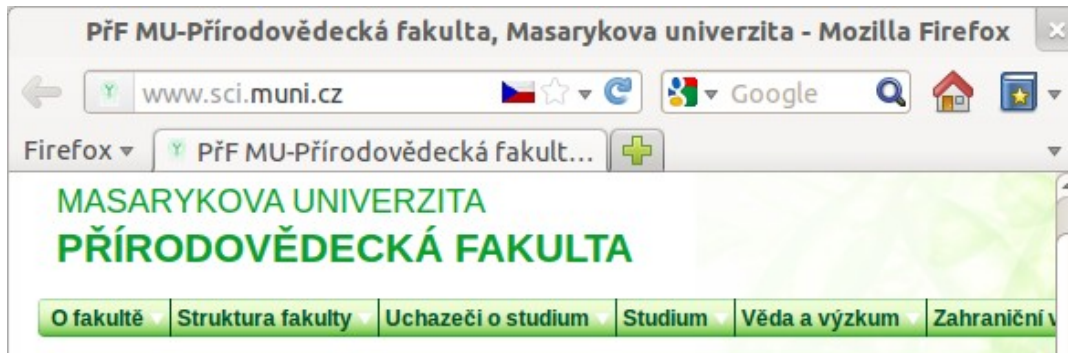 PřF MU-Přírodovědecká fakulta, Masarykova univerzita - Mozilla Firefox
www.sci.muni.cz Google
Firefox PřF MU-Přírodovědecká fakult...
MASARYKOVA UNIVERZITA
PŘÍRODOVĚDECKÁ FAKULTA
O fakultě Struktura fakulty Uchazeči o studium Studium Věda a výzkum Zahraniční v